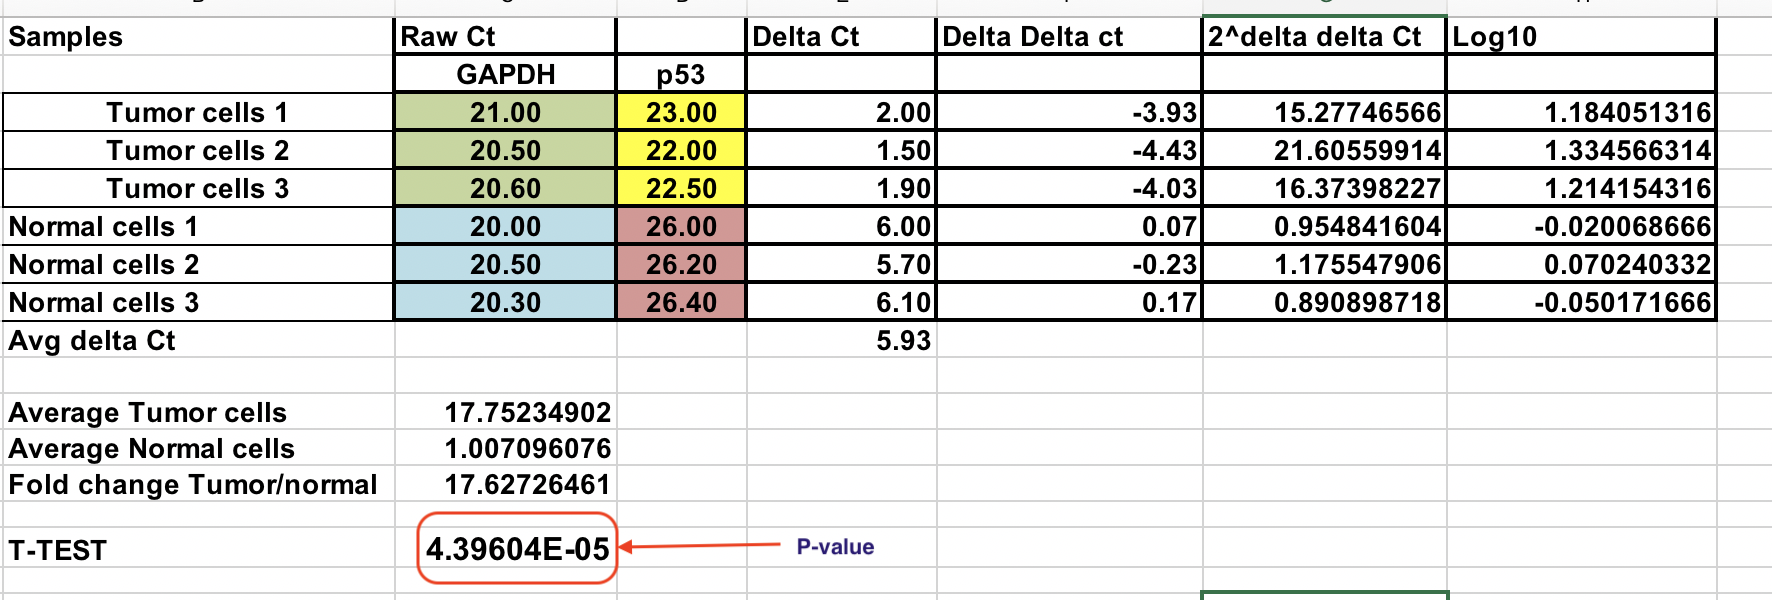 Samples Raw Ct Delta Ct Delta Delta ct 2^delta delta Ct Log10
GAPDH p53
Tumor cells 1 21.00 23.00 2.00 -3.93 15.27746566 1.184051316
Tumor cells 2 20.50 22.00 1.50 -4.43 21.60559914 1.334566314
Tumor cells 3 20.60 22.50 1.90 -4.03 16.37398227 1.214154316
Normal cells 1 20.00 26.00 6.00 0.07 0.954841604 -0.020068666
Normal cells 2 20.50 26.20 5.70 -0.23 1.175547906 0.070240332
Normal cells 3 20.30 26.40 6.10 0.17 0.890898718 -0.050171666
Avg delta Ct 5.93
Average Tumor cells 17.75234902
Average Normal cells 1.007096076
Fold change Tumor/normal 17.62726461
T-TEST 4.39604E-05 P-value